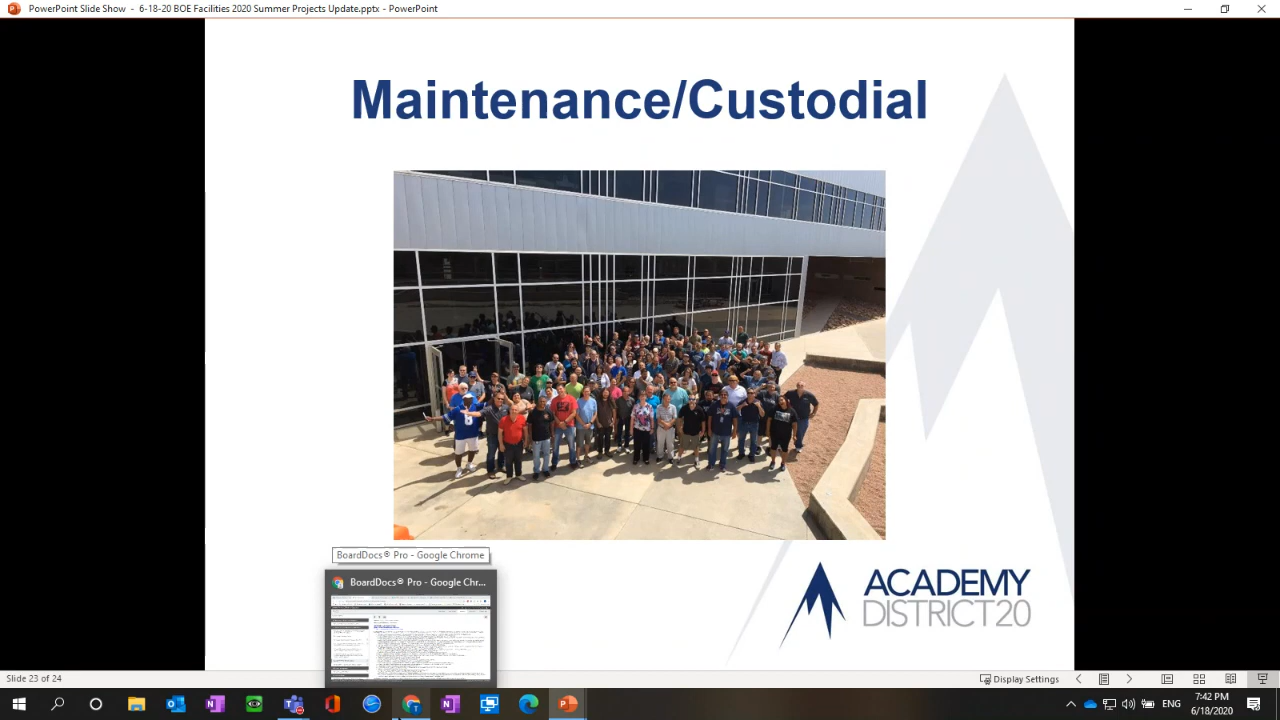 PowerPoint Slide Show - 6-18-20 BOE Facilities 2020 Summer Projects Update.pptx - PowerPoint
Maintenance/Custodial
BoardDocs® Pro - Google Chrome
BoardDocs® Pro - Google Chr...
ACADEMY
DISTRICT20
Slide 23 of 24
Display Settings
ENG
7:42 PM
6/18/2020